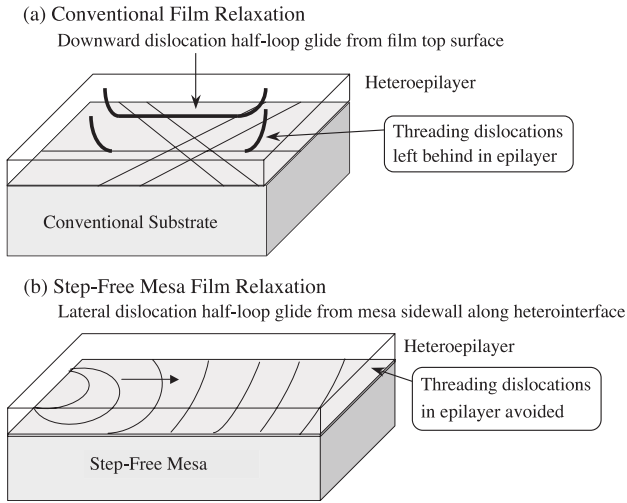 (a) Conventional Film Relaxation
Downward dislocation half-loop glide from film top surface
Heteroepilayer
Threading dislocations
left behind in epilayer
Conventional Substrate
(b) Step-Free Mesa Film Relaxation
Lateral dislocation half-loop glide from mesa sidewall along heterointerface
Heteroepilayer
Threading dislocations
in epilayer avoided
Step-Free Mesa